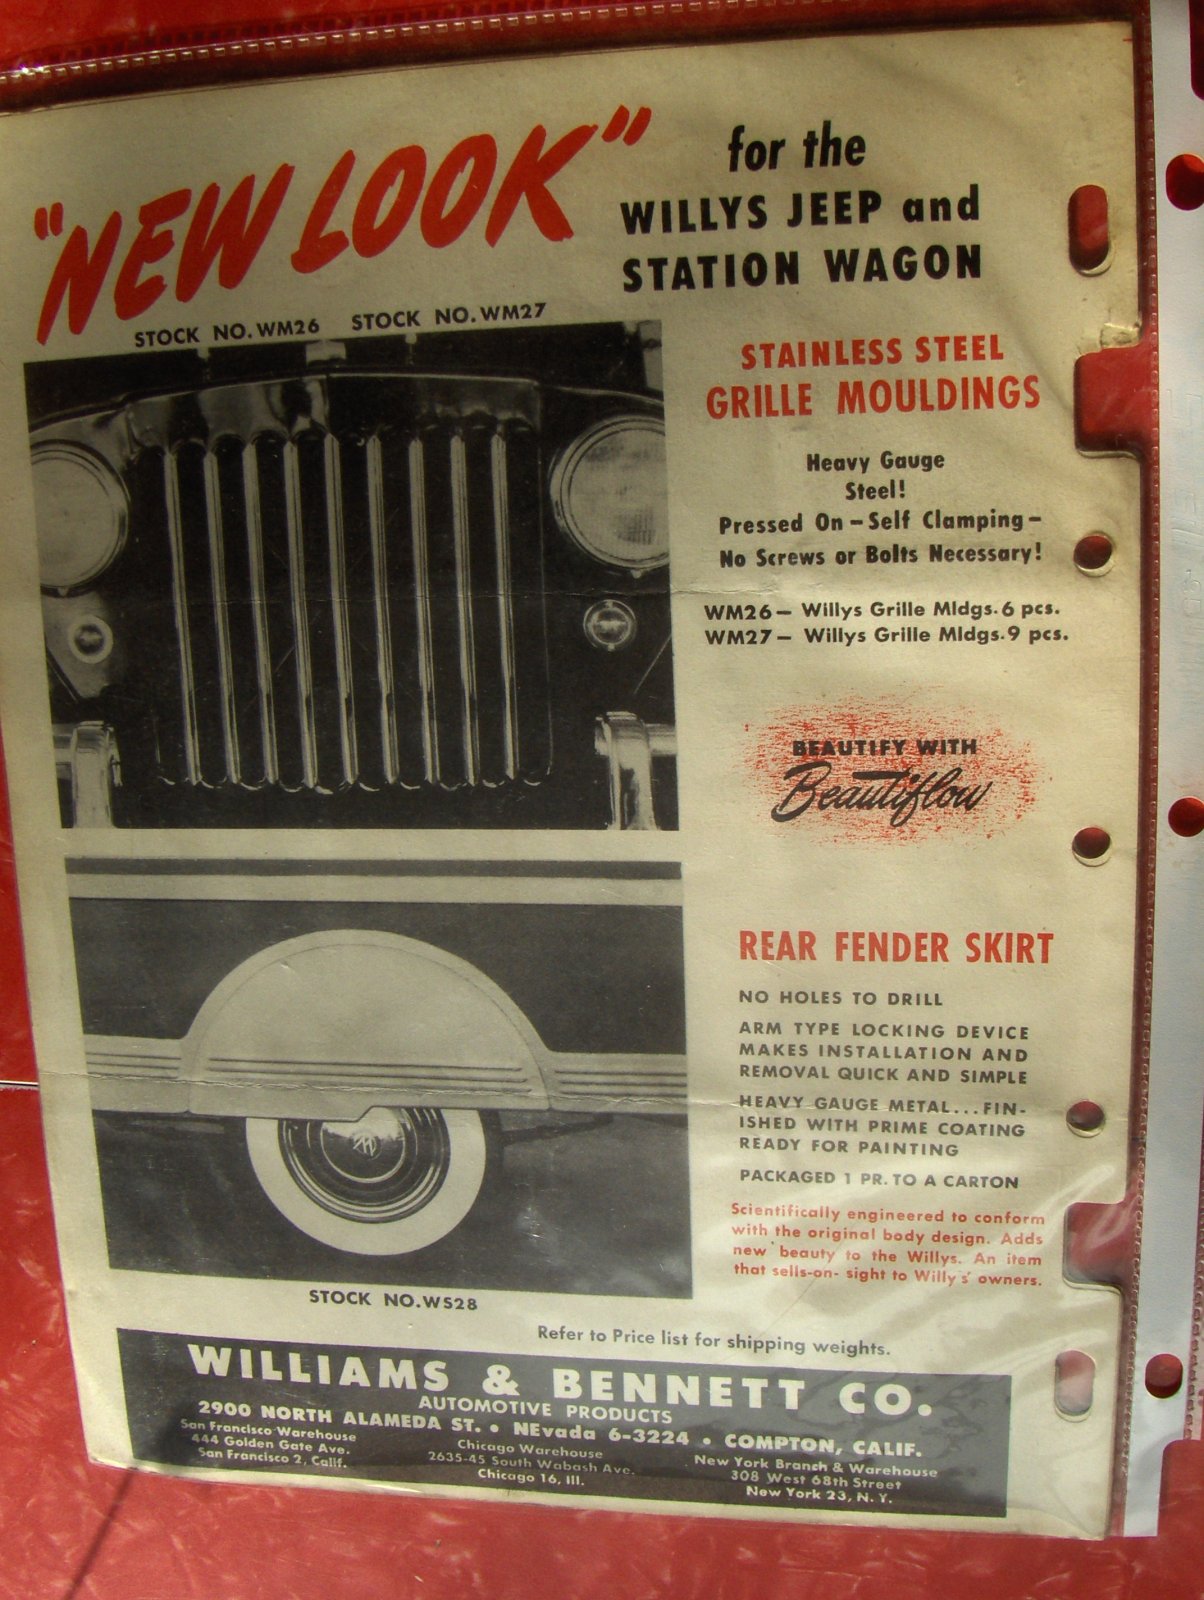 "NEW LOOK"
for the
WILLYS JEEP and
STATION WAGON
STOCK NO. WM26 STOCK NO. WM27
STAINLESS STEEL
GRILLE MOULDINGS
Heavy Gauge
Steel!
Pressed On – Self Clamping –
No Screws or Bolts Necessary!
WM26 – Willys Grille Mldgs. 6 pcs.
WM27 – Willys Grille Mldgs. 9 pcs.
BEAUTIFY WITH
Beautiflow
REAR FENDER SKIRT
NO HOLES TO DRILL
ARM TYPE LOCKING DEVICE
MAKES INSTALLATION AND
REMOVAL QUICK AND SIMPLE
HEAVY GAUGE METAL...FIN-
ISHED WITH PRIME COATING
READY FOR PAINTING
PACKAGED 1 PR. TO A CARTON
Scientifically engineered to conform
with the original body design. Adds
new beauty to the Willys. An item
that sells-on- sight to Willy's' owners.
STOCK NO. WS28
Refer to Price list for shipping weights.
WILLIAMS & BENNETT CO.
AUTOMOTIVE PRODUCTS
2900 NORTH ALAMEDA ST. • NEvada 6-3224 • COMPTON, CALIF.
San Francisco Warehouse
444 Golden Gate Ave.
San Francisco 2, Calif.
Chicago Warehouse
2635-45 South Wabash Ave.
Chicago 16, Ill.
New York Branch & Warehouse
308 West 68th Street
New York 23, N. Y.